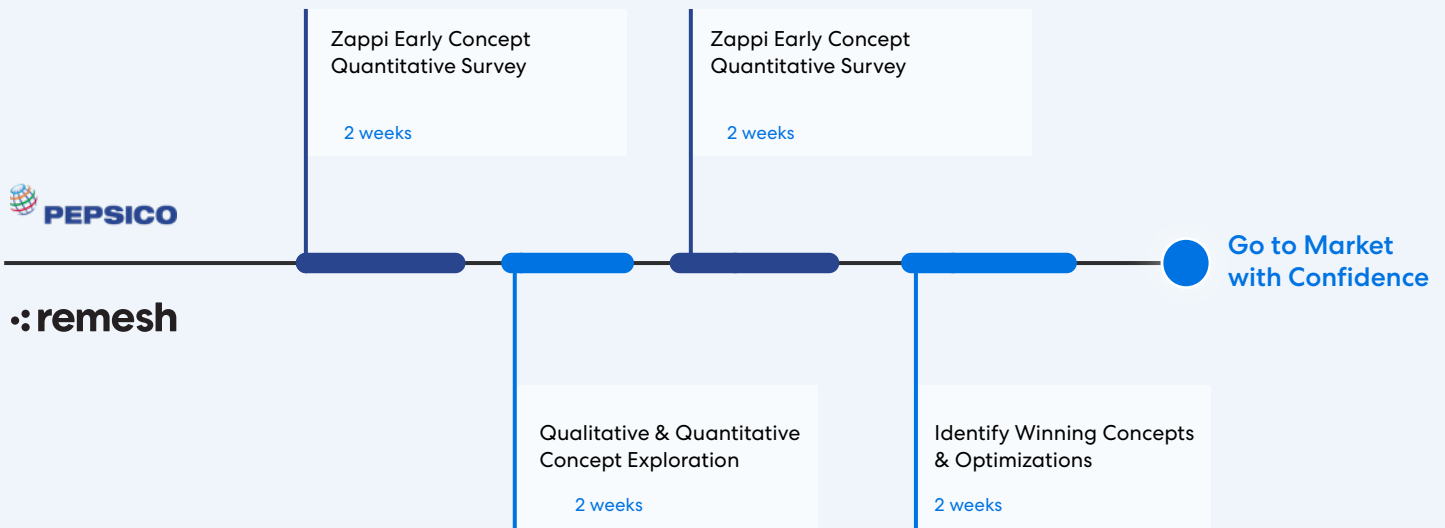 Zappi Early Concept
Quantitative Survey
2 weeks
Zappi Early Concept
Quantitative Survey
2 weeks
PEPSICO
remesh
Go to Market
with Confidence
Qualitative & Quantitative
Concept Exploration
2 weeks
Identify Winning Concepts
& Optimizations
2 weeks